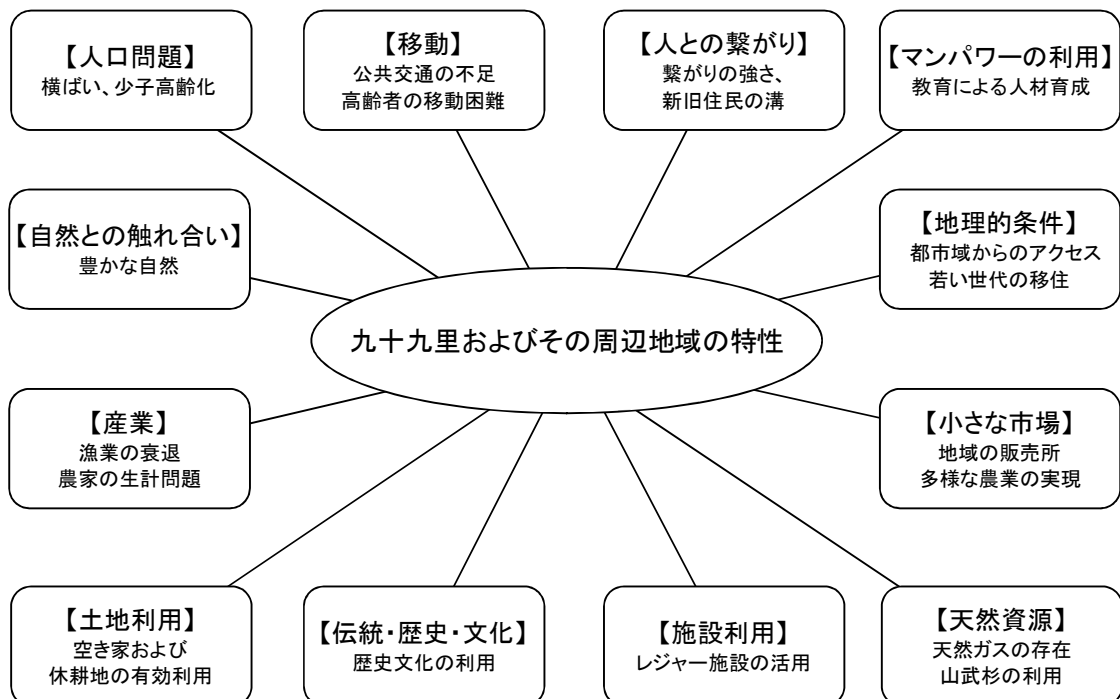 【人口問題】
横ばい、少子高齢化
【移動】
公共交通の不足
高齢者の移動困難
【人との繋がり】
繋がりの強さ、
新旧住民の溝
【マンパワーの利用】
教育による人材育成
【自然との触れ合い】
豊かな自然
【地理的条件】
都市域からのアクセス
若い世代の移住
九十九里およびその周辺地域の特性
【産業】
漁業の衰退
農家の生計問題
【小さな市場】
地域の販売所
多様な農業の実現
【土地利用】
空き家および
休耕地の有効利用
【伝統・歴史・文化】
歴史文化の利用
【施設利用】
レジャー施設の活用
【天然資源】
天然ガスの存在
山武杉の利用